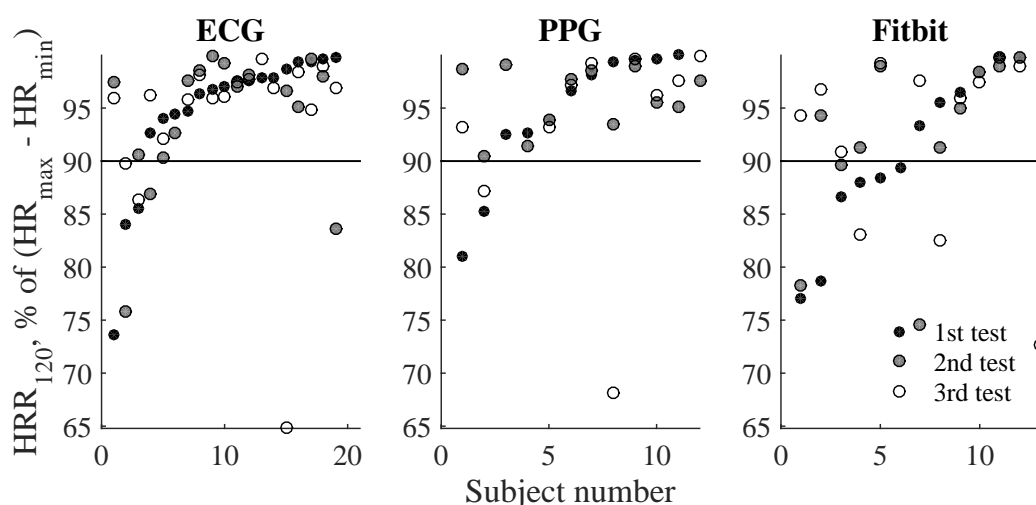 ECG PPG Fitbit
HRR120, % of (HRmax - HRmin)
95
90
85
80
75
70
65
0 10 20
95
90
85
80
75
70
65
0 5 10
95
90
85
80
75
70
65
0 5 10
1st test
2nd test
3rd test
Subject number